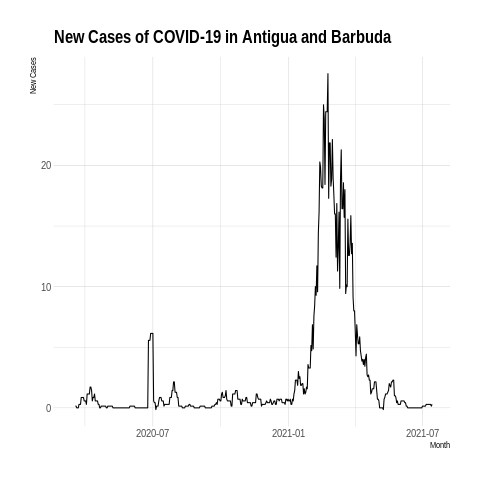 New Cases of COVID-19 in Antigua and Barbuda
New Cases
20
10
0
2020-07
2021-01
2021-07
Month